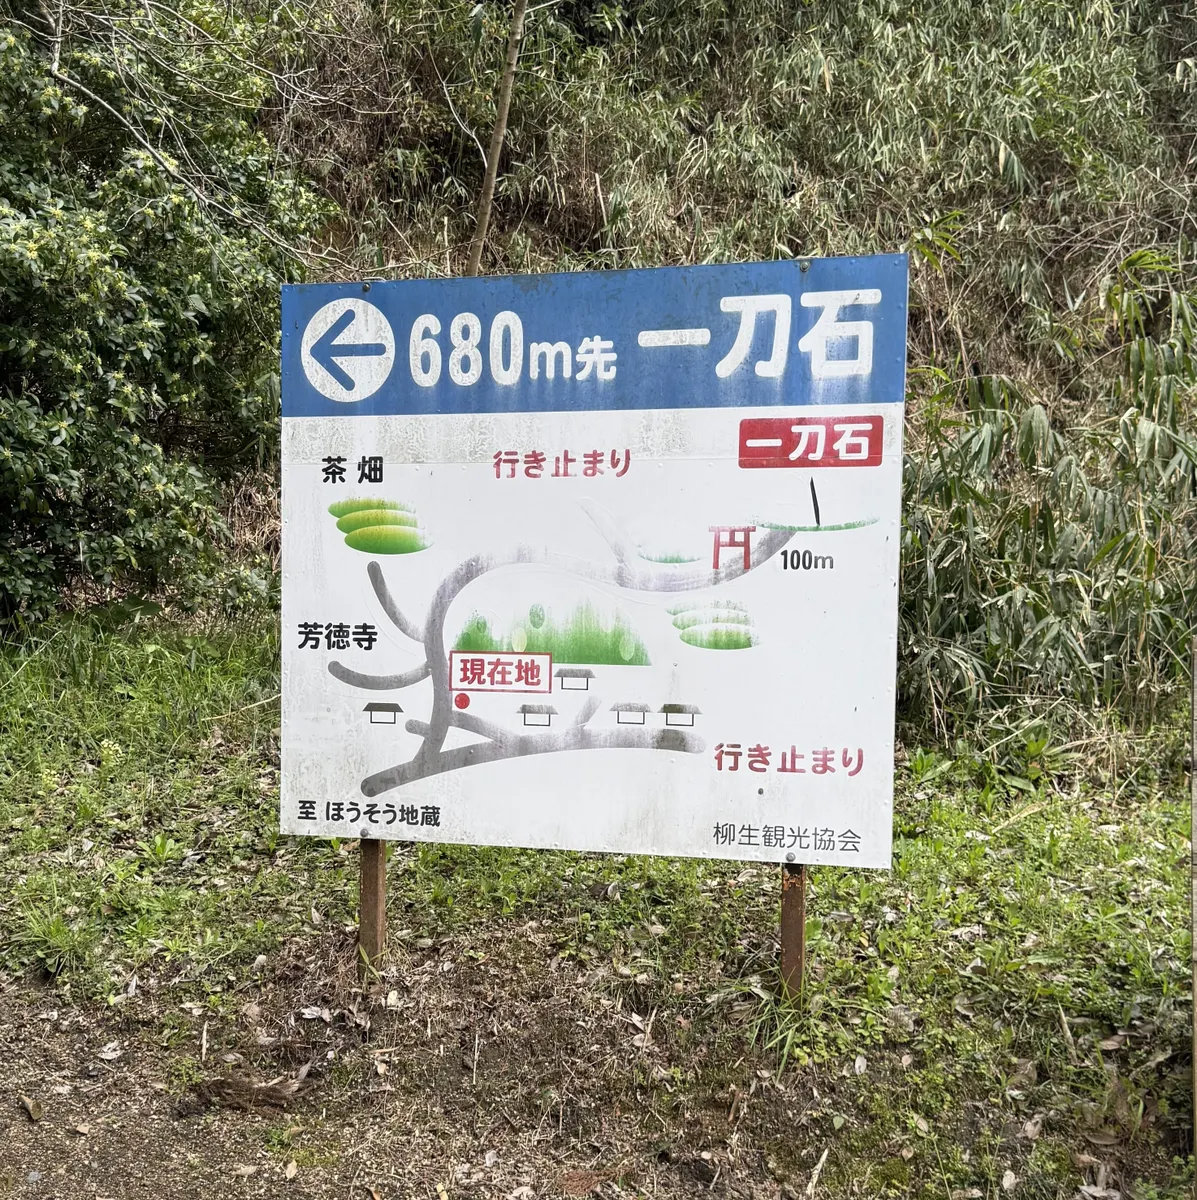 680m先 一刀石
一刀石
茶畑
行き止まり
100m
芳徳寺
現在地
行き止まり
至 ほうそう地蔵
柳生観光協会